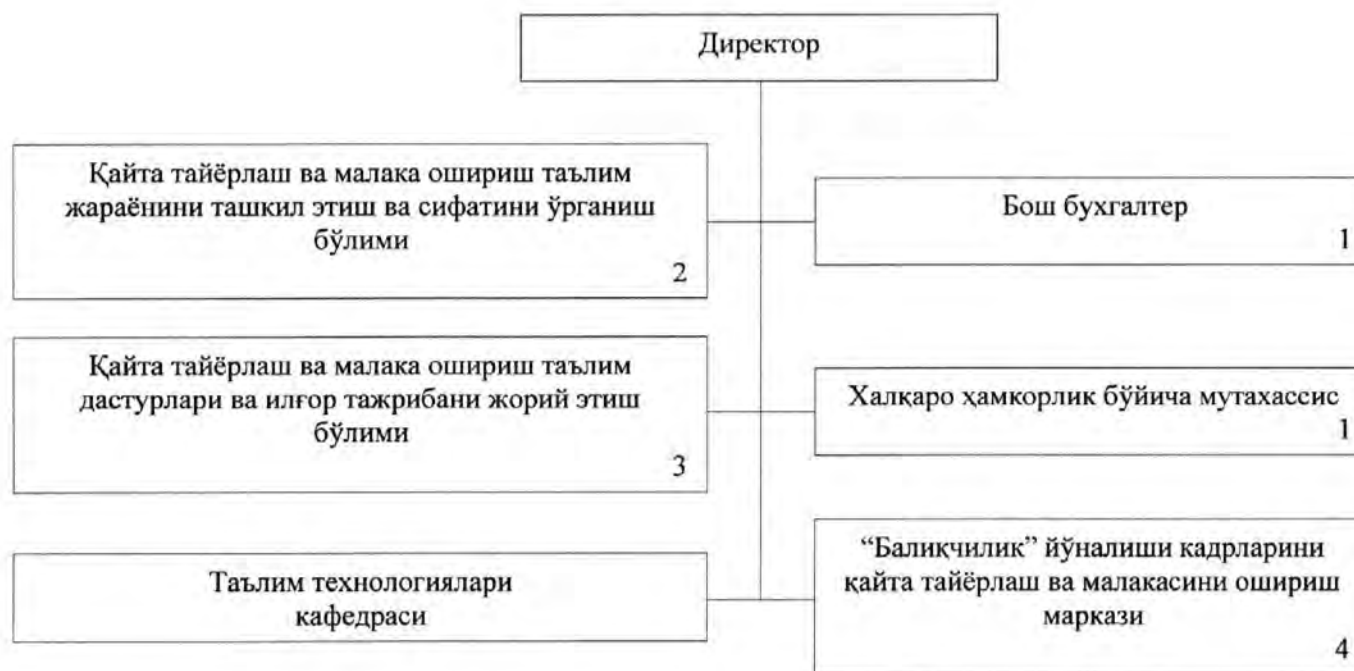 Директор
Қайта тайёрлаш ва малака ошириш таълим
жараёнини ташкил этиш ва сифатини ўрганиш
бўлими
2
Бош бухгалтер
1
Қайта тайёрлаш ва малака ошириш таълим
дастурлари ва илғор тажрибани жорий этиш
бўлими
3
Халқаро ҳамкорлик бўйича мутахассис
1
Таълим технологиялари
кафедраси
“Балиқчилик” йўналиши кадрларини
қайта тайёрлаш ва малакасини ошириш
маркази
4